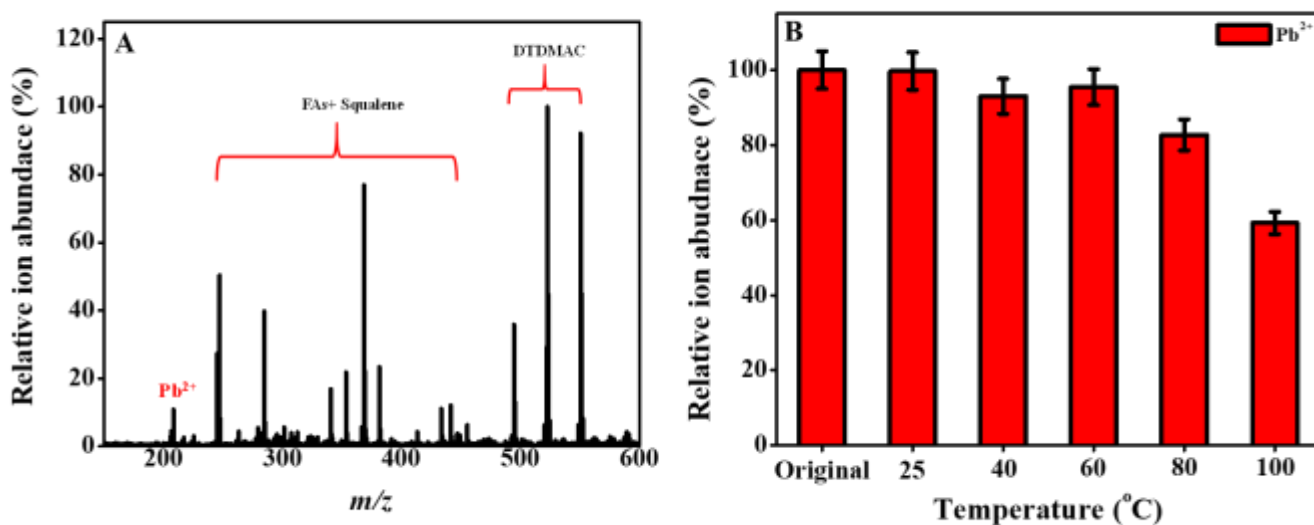 A
Relative ion abundace (%)
120
100
80
60
40
20
0
FAs+ Squalene
DTDMAC
Pb²⁺
200 300 400 500 600
m/z
B
Pb²⁺
Relative ion abudnace (%)
100
80
60
40
20
0
Original 25 40 60 80 100
Temperature (°C)